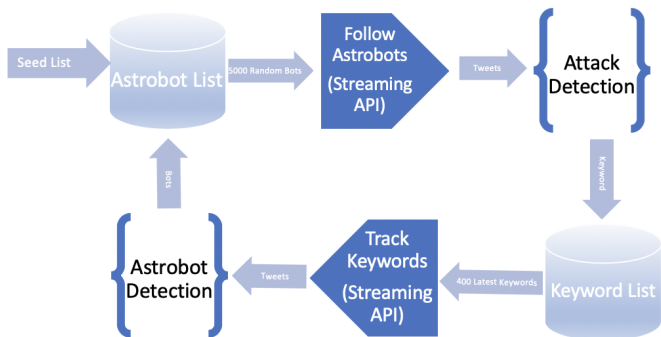 Seed List
Astrobot List
5000 Random Bots
Follow
Astrobots
(Streaming
API)
Tweets
Attack
Detection
Keyword
Keyword List
400 Latest Keywords
Track
Keywords
(Streaming
API)
Tweets
Astrobot
Detection
Bots